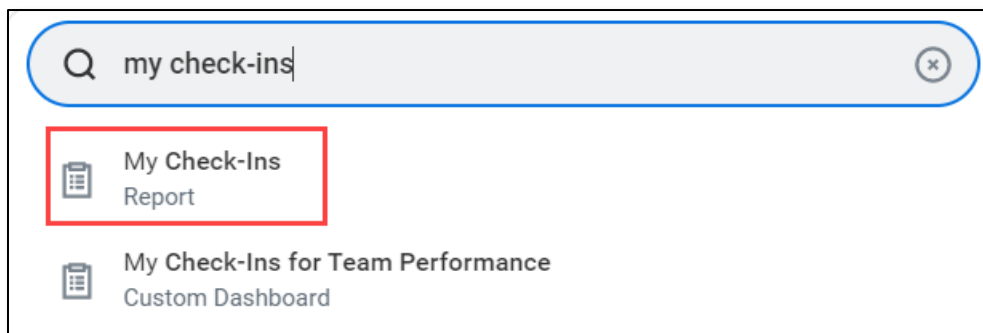 my check-ins
My Check-Ins
Report
My Check-Ins for Team Performance
Custom Dashboard